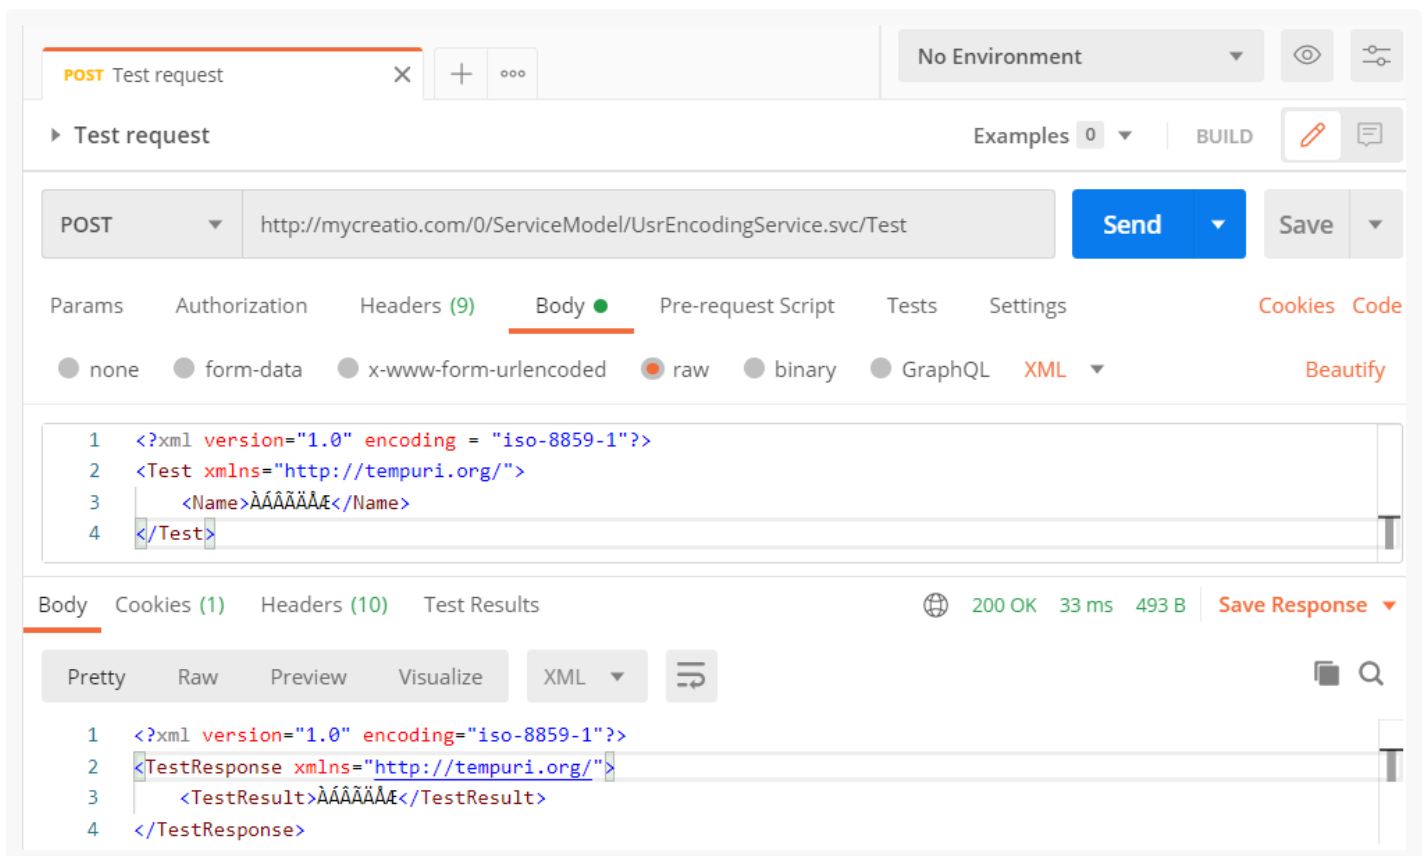 POST Test request
No Environment
Test request
Examples 0 BUILD
POST http://mycreatio.com/0/ServiceModel/UsrEncodingService.svc/Test Send Save
Params Authorization Headers (9) Body Pre-request Script Tests Settings Cookies Code
none form-data x-www-form-urlencoded raw binary GraphQL XML Beautify
1 <?xml version="1.0" encoding = "iso-8859-1"?>
2 <Test xmlns="http://tempuri.org/">
3 <Name>ÀÁÂÃÄÅÆ</Name>
4 </Test>
Body Cookies (1) Headers (10) Test Results 200 OK 33 ms 493 B Save Response
Pretty Raw Preview Visualize XML
1 <?xml version="1.0" encoding="iso-8859-1"?>
2 <TestResponse xmlns="http://tempuri.org/">
3 <TestResult>ÀÁÂÃÄÅÆ</TestResult>
4 </TestResponse>